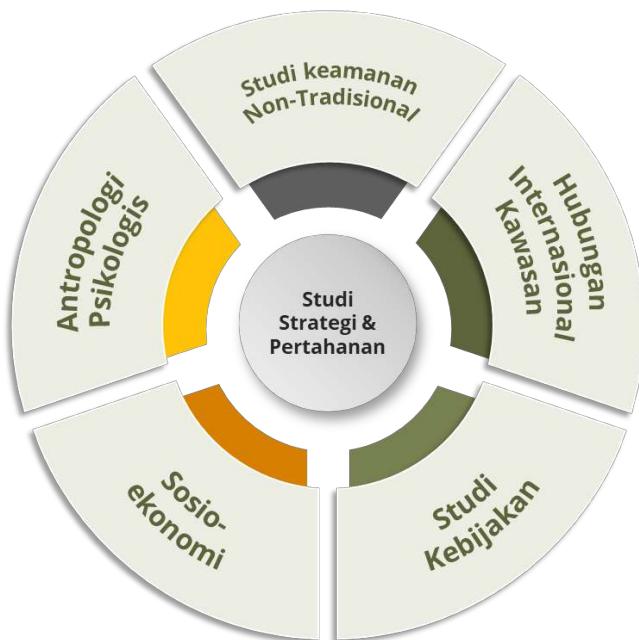 Studi keamanan
Non-Tradisional
Hubungan
Internasional
Kawasan
Studi
Kebijakan
Sosio-
ekonomi
Antropologi
Psikologis
Studi
Strategi &
Pertahanan